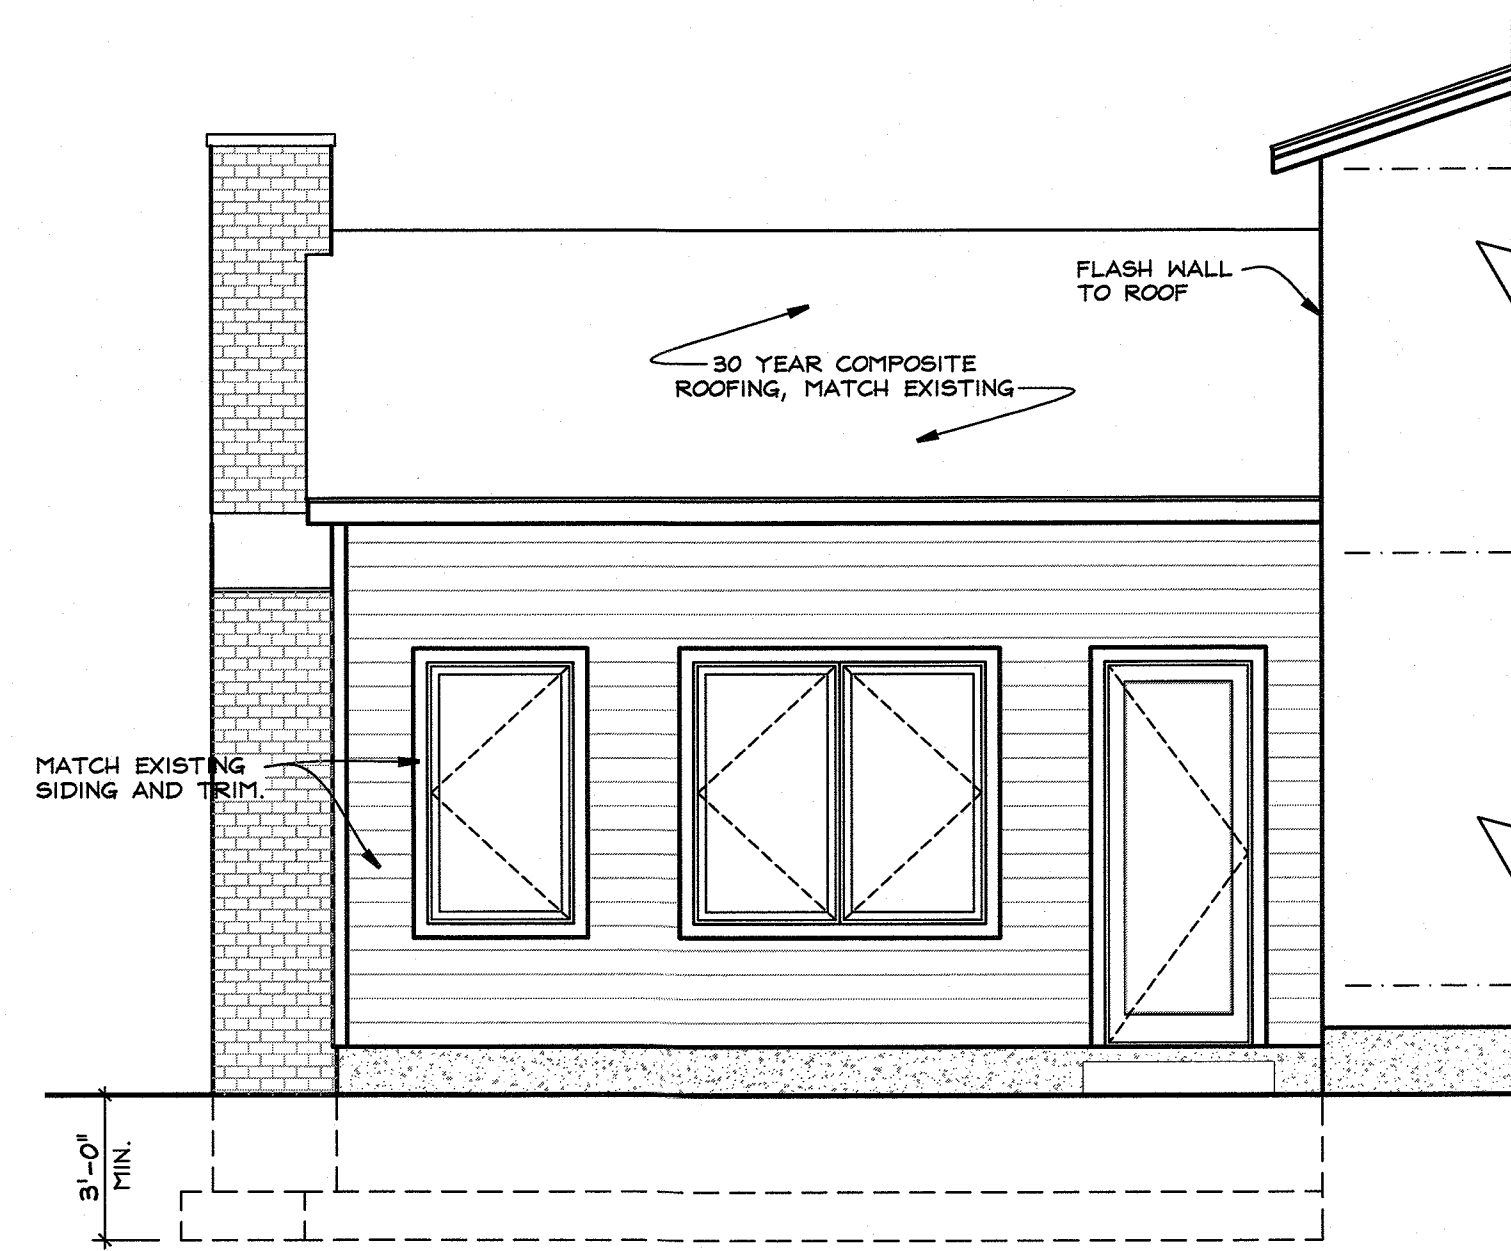 FLASH WALL
TO ROOF
30 YEAR COMPOSITE
ROOFING, MATCH EXISTING
MATCH EXISTING
SIDING AND TRIM.
3'-0"
MIN.